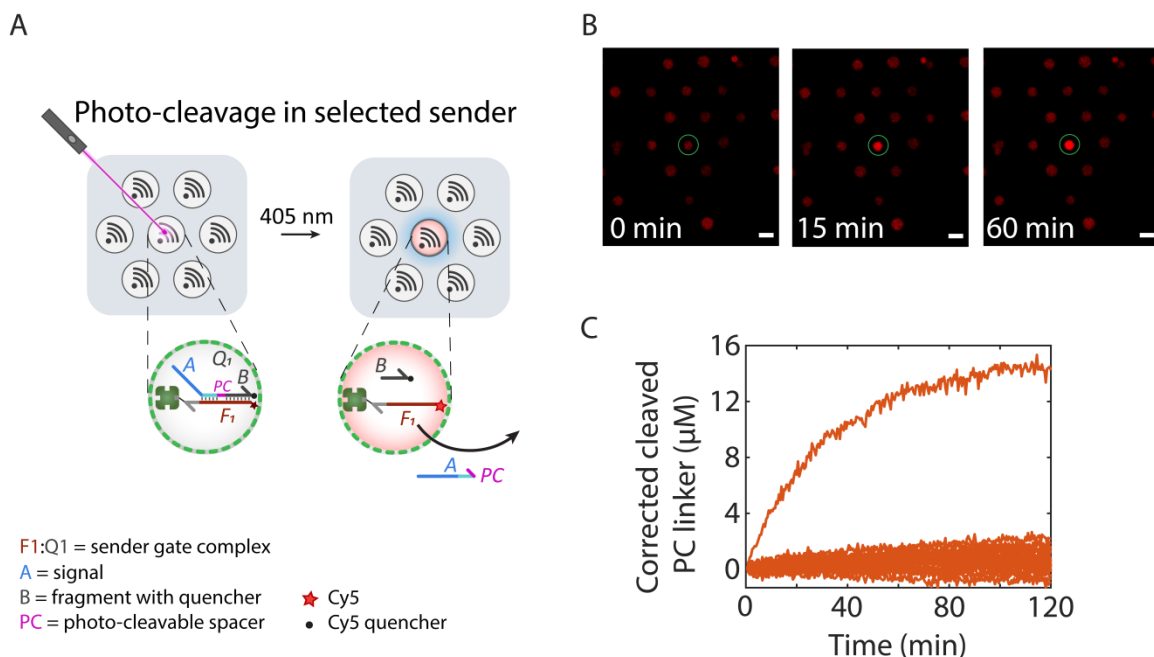 A
Photo-cleavage in selected sender
405 nm
A
Q₁
PC
B
F₁
B
F₁
A
PC
F1:Q1 = sender gate complex
A = signal
B = fragment with quencher
PC = photo-cleavable spacer
Cy5
Cy5 quencher
B
0 min
15 min
60 min
C
Corrected cleaved
PC linker (μM)
16
12
8
4
0
0
40
80
120
Time (min)